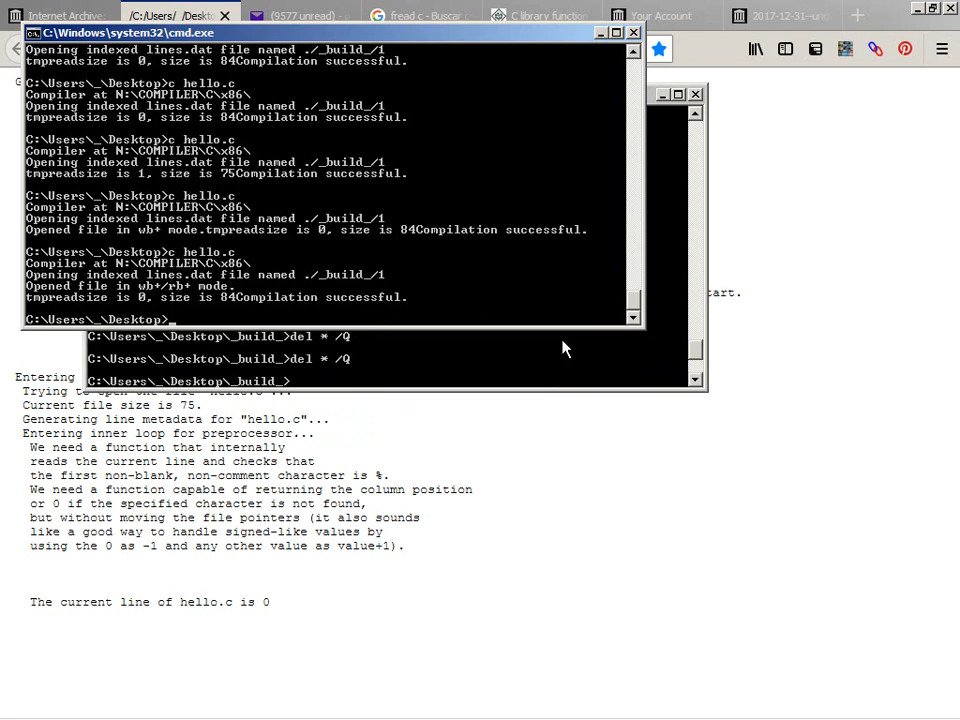 Internet Archive:
/C:/Users/ /Deskto
(9577 unread)
fread c - Buscar
C library function
Your Account
2017-12-31--un
C:\Windows\system32\cmd.exe
Opening indexed lines.dat file named ./_build_/1
tmpreadsize is 0, size is 84Compilation successful.
C:\Users\_\Desktop>c hello.c
Compiler at N:\COMPILER\C\x86\
Opening indexed lines.dat file named ./_build_/1
tmpreadsize is 0, size is 84Compilation successful.
C:\Users\_\Desktop>c hello.c
Compiler at N:\COMPILER\C\x86\
Opening indexed lines.dat file named ./_build_/1
tmpreadsize is 1, size is 75Compilation successful.
C:\Users\_\Desktop>c hello.c
Compiler at N:\COMPILER\C\x86\
Opening indexed lines.dat file named ./_build_/1
Opened file in wb+ mode.tmpreadsize is 0, size is 84Compilation successful.
C:\Users\_\Desktop>c hello.c
Compiler at N:\COMPILER\C\x86\
Opening indexed lines.dat file named ./_build_/1
Opened file in wb+/rb+ mode.
tmpreadsize is 0, size is 84Compilation successful.
C:\Users\_\Desktop>_
tart.
C:\Users\_\Desktop\_build_>del * /Q
C:\Users\_\Desktop\_build_>del * /Q
C:\Users\_\Desktop\_build_>
Entering
Current file size is 75.
Generating line metadata for "hello.c"...
Entering inner loop for preprocessor...
We need a function that internally
reads the current line and checks that
the first non-blank, non-comment character is %.
We need a function capable of returning the column position
or 0 if the specified character is not found,
but without moving the file pointers (it also sounds
like a good way to handle signed-like values by
using the 0 as -1 and any other value as value+1).
The current line of hello.c is 0